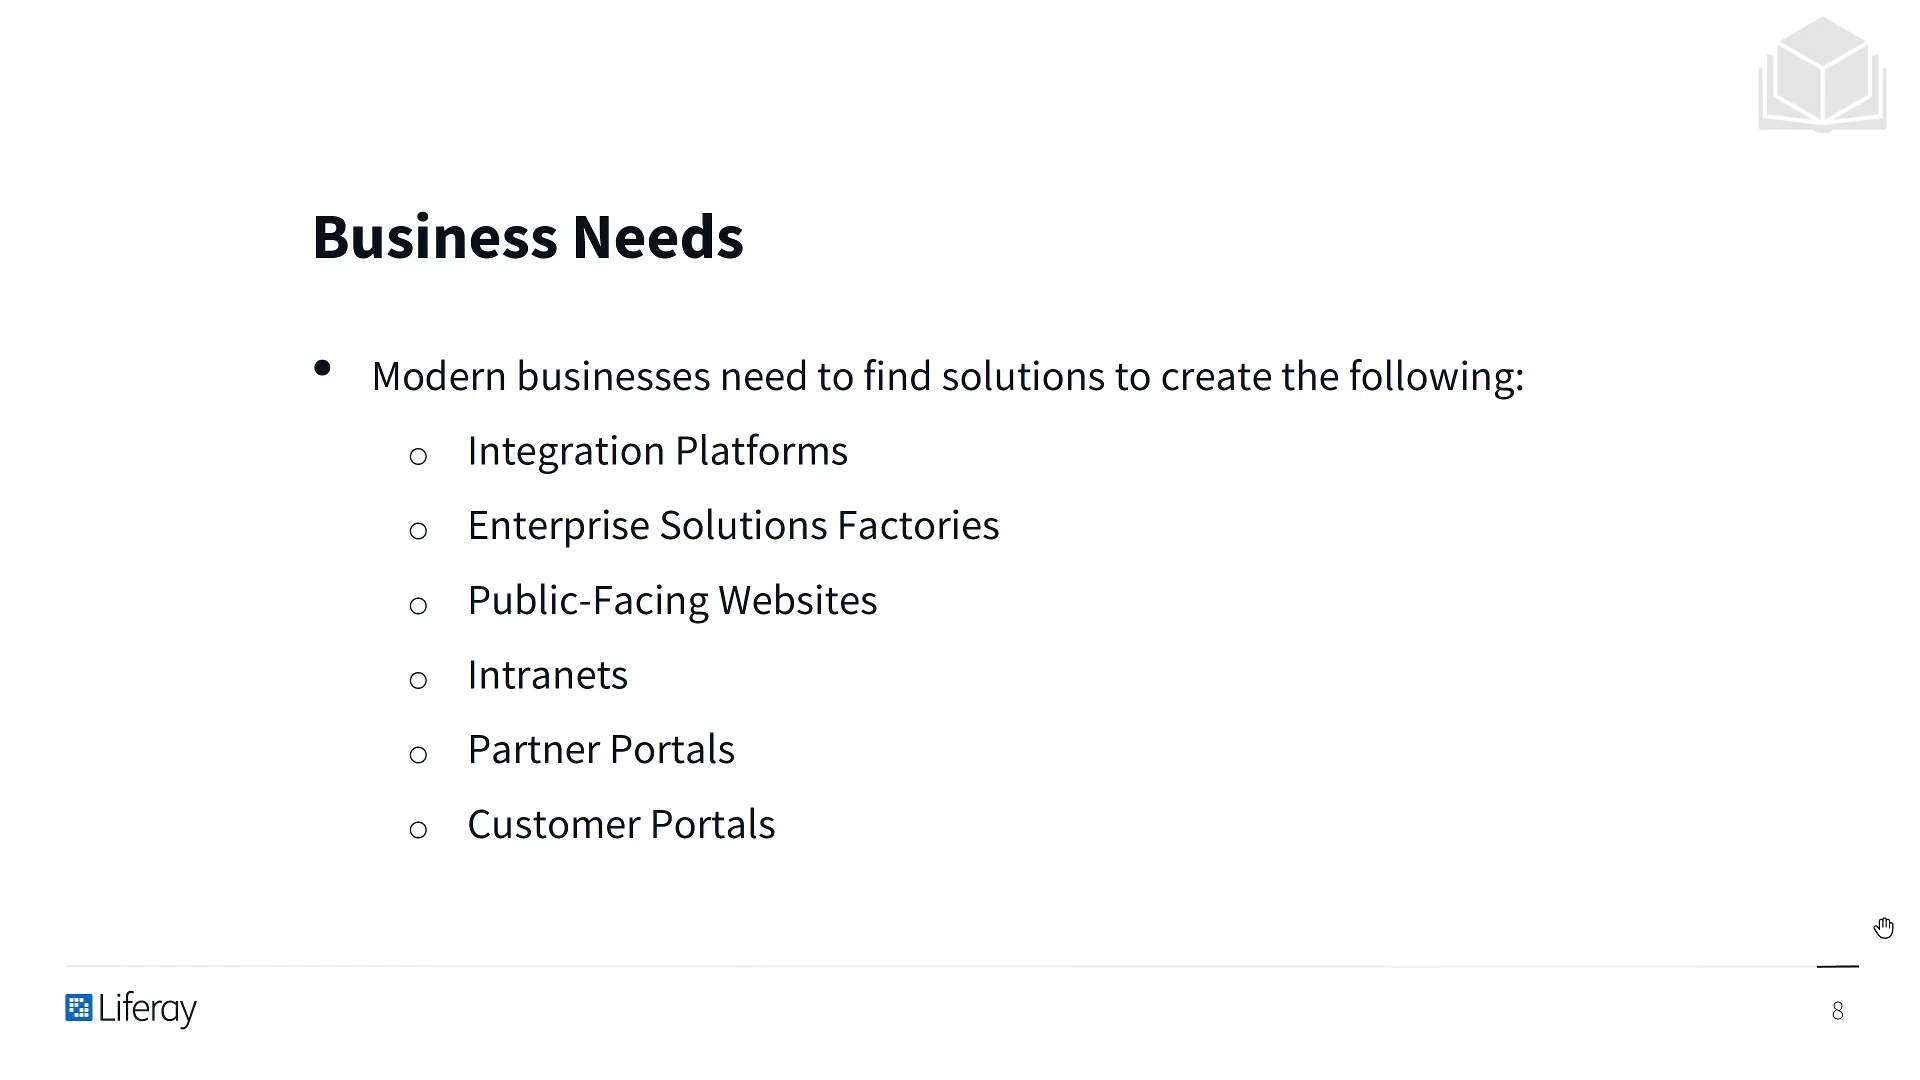 Business Needs
• Modern businesses need to find solutions to create the following:
o Integration Platforms
o Enterprise Solutions Factories
o Public-Facing Websites
o Intranets
o Partner Portals
o Customer Portals
Liferay
8